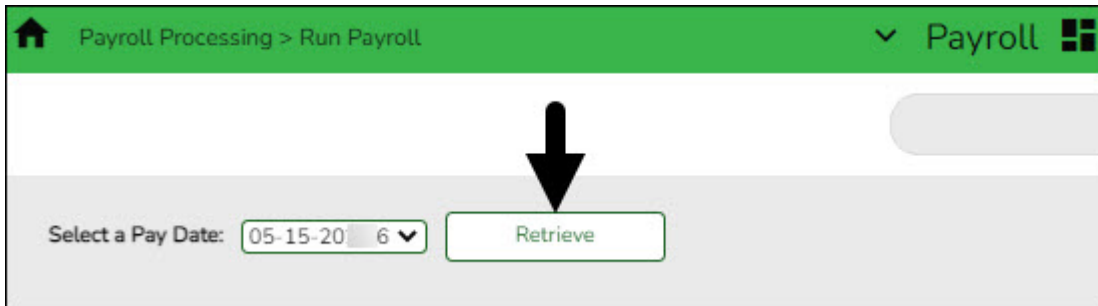 Payroll Processing > Run Payroll
Payroll
Select a Pay Date: 05-15-20 6 Retrieve